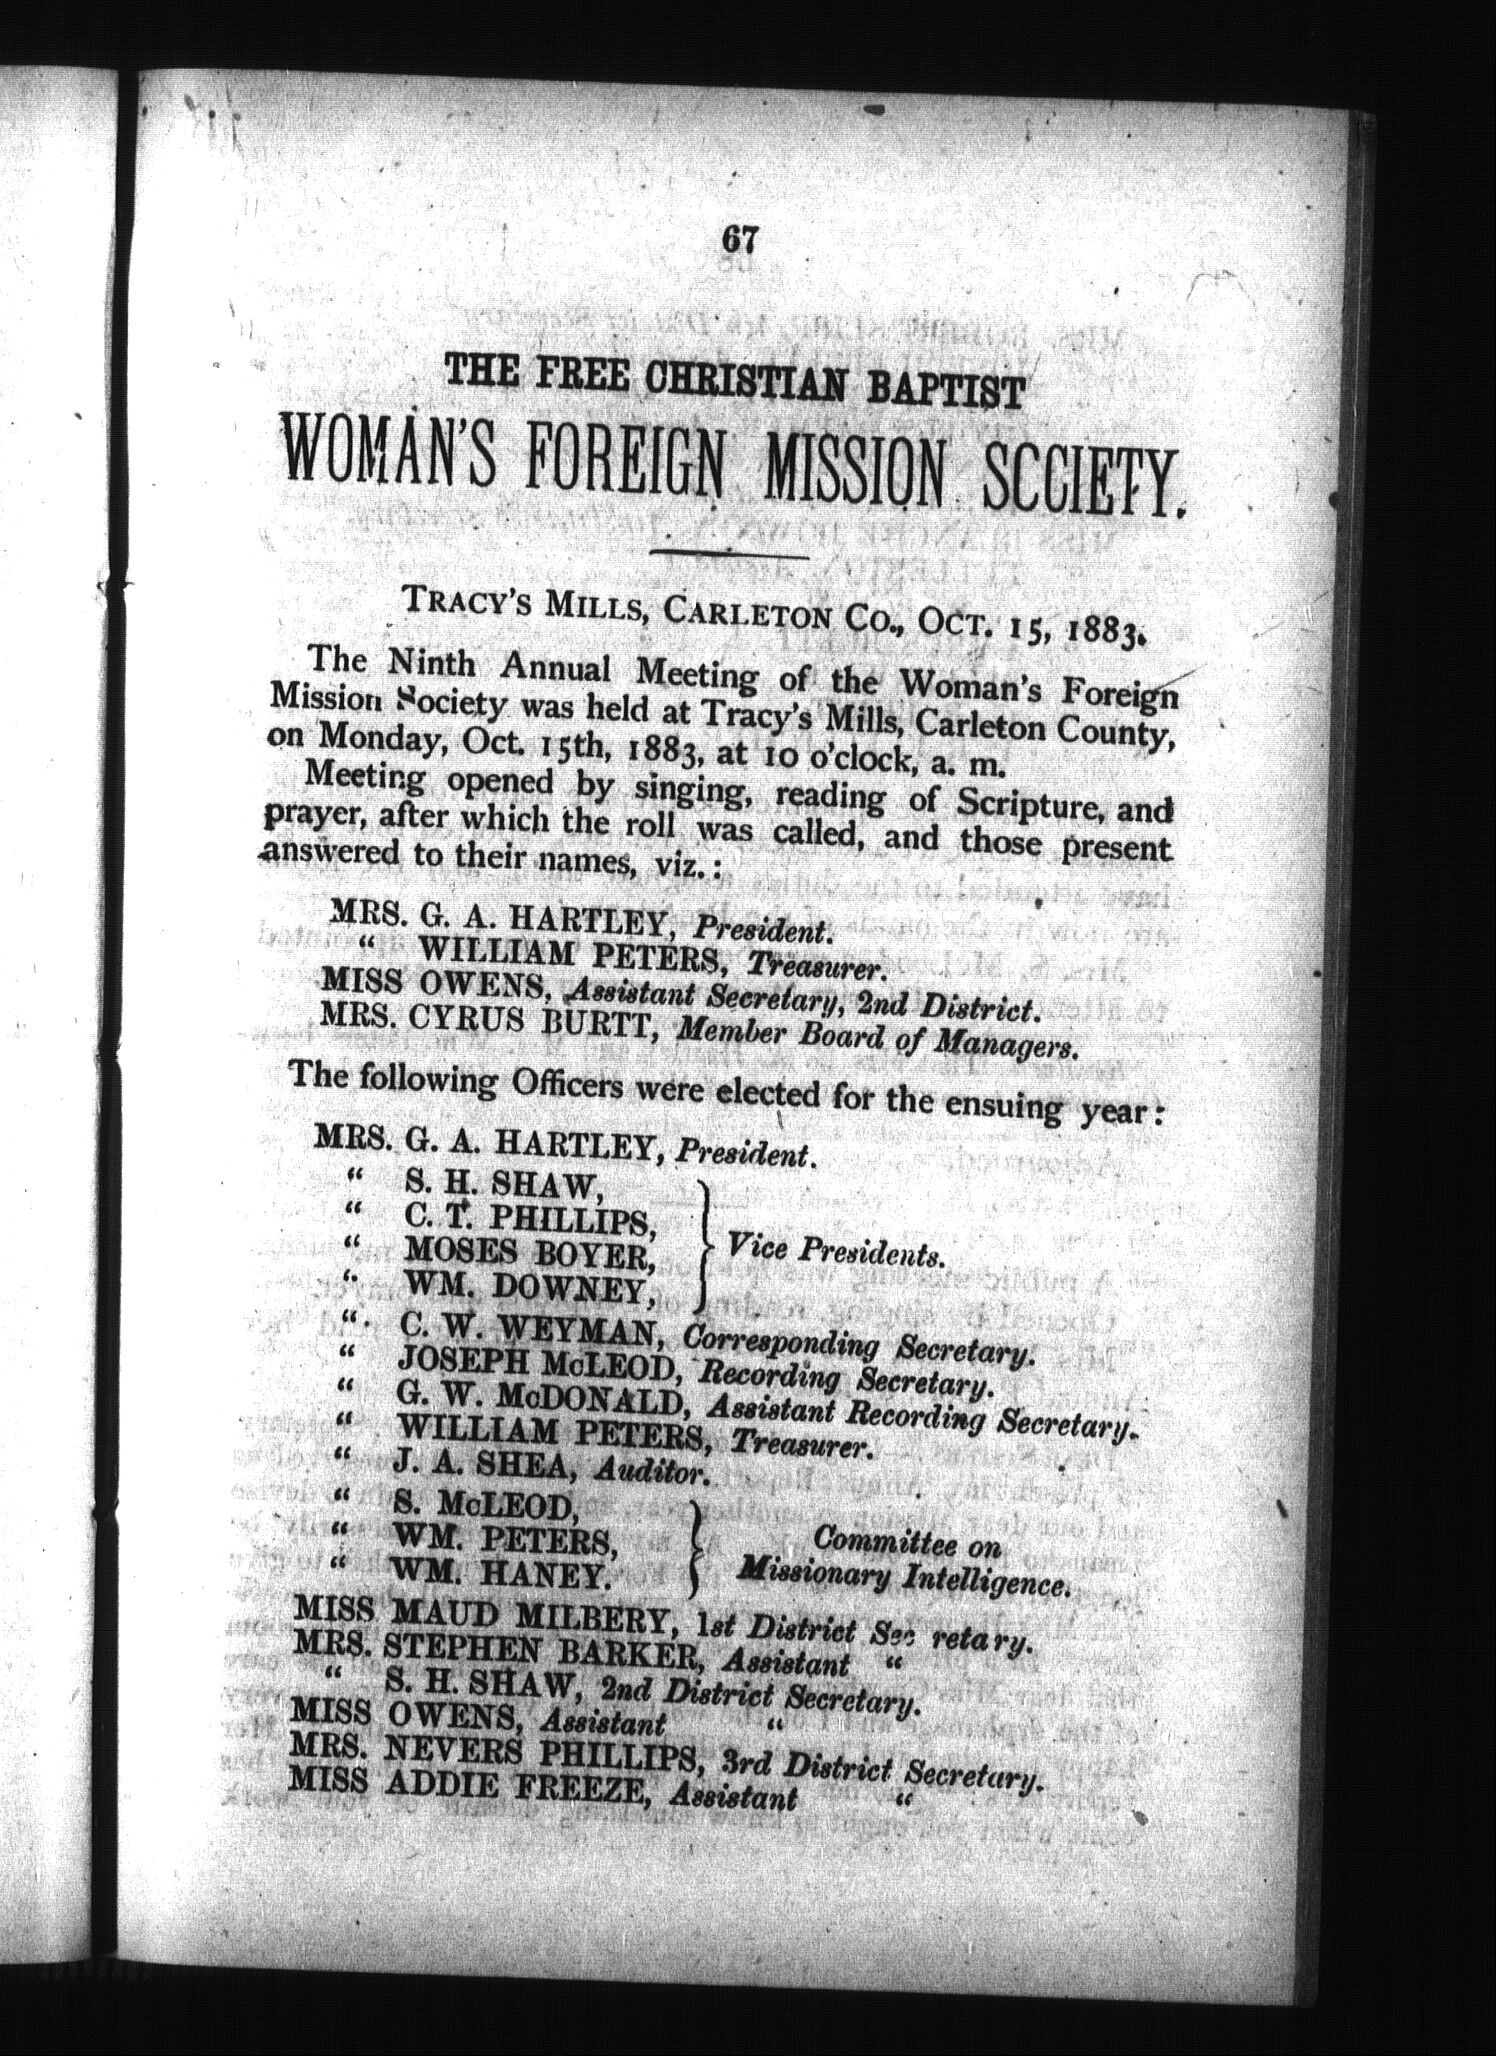 67
THE FREE CHRISTIAN BAPTIST
WOMAN'S FOREIGN MISSION SCCIETY.
TRACY'S MILLS, CARLETON CO., OCT. 15, 1883.
The Ninth Annual Meeting of the Woman's Foreign
Mission Society was held at Tracy's Mills, Carleton County,
on Monday, Oct. 15th, 1883, at 10 o'clock, a. m.
Meeting opened by singing, reading of Scripture, and
prayer, after which the roll was called, and those present
answered to their names, viz.:
MRS. G. A. HARTLEY, President.
" WILLIAM PETERS, Treasurer.
MISS OWENS, Assistant Secretary, 2nd District.
MRS. CYRUS BURTT, Member Board of Managers.
The following Officers were elected for the ensuing year:
MRS. G. A. HARTLEY, President.
" S. H. SHAW,
" C. T. PHILLIPS,
" MOSES BOYER,
" WM. DOWNEY,
Vice Presidents.
" C. W. WEYMAN, Corresponding Secretary.
" JOSEPH McLEOD, Recording Secretary.
" G. W. McDONALD, Assistant Recording Secretary.
" WILLIAM PETERS, Treasurer.
" J. A. SHEA, Auditor.
" S. McLEOD,
" WM. PETERS,
" WM. HANEY.
Committee on
Missionary Intelligence.
MISS MAUD MILBERY, 1st District Sec retary.
MRS. STEPHEN BARKER, Assistant "
" S. H. SHAW, 2nd District Secretary.
MISS OWENS, Assistant "
MRS. NEVERS PHILLIPS, 3rd District Secretary.
MISS ADDIE FREEZE, Assistant "